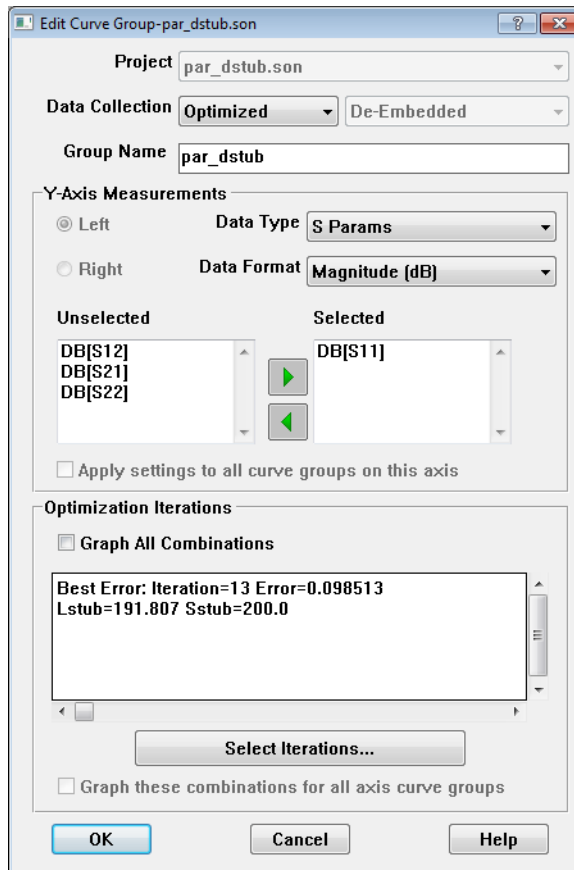 Edit Curve Group-par_dstub.son
Project par_dstub.son
Data Collection Optimized De-Embedded
Group Name par_dstub
Y-Axis Measurements
Left Data Type S Params
Right Data Format Magnitude (dB)
Unselected Selected
DB[S12] DB[S11]
DB[S21]
DB[S22]
Apply settings to all curve groups on this axis
Optimization Iterations
Graph All Combinations
Best Error: Iteration=13 Error=0.098513
Lstub=191.807 Sstub=200.0
Select Iterations...
Graph these combinations for all axis curve groups
OK Cancel Help